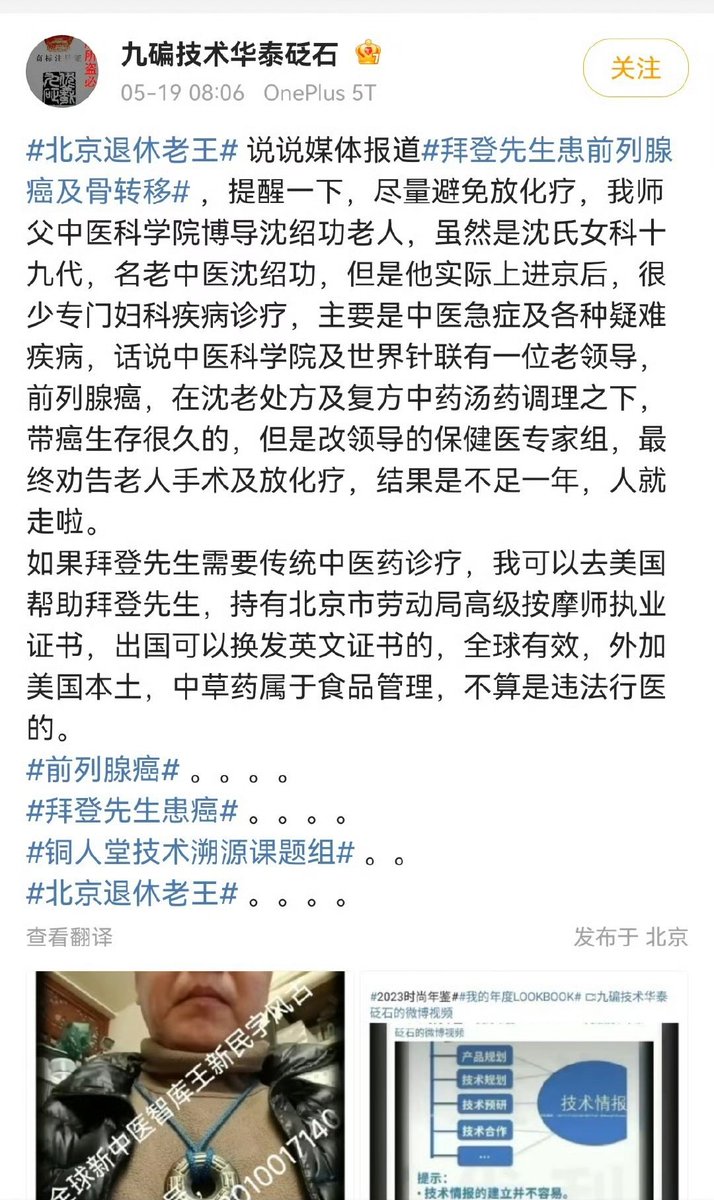 九碥技术华泰砭石
05-19 08:06 OnePlus 5T
关注
#北京退休老王# 说说媒体报道#拜登先生患前列腺
癌及骨转移# ，提醒一下，尽量避免放化疗，我师
父中医科学院博导沈绍功老人，虽然是沈氏女科十
九代，名老中医沈绍功，但是他实际上进京后，很
少专门妇科疾病诊疗，主要是中医急症及各种疑难
疾病，话说中医科学院及世界针联有一位老领导，
前列腺癌，在沈老处方及复方中药汤药调理之下，
带癌生存很久的，但是改领导的保健医专家组，最
终劝告老人手术及放化疗，结果是不足一年，人就
走啦。
如果拜登先生需要传统中医药诊疗，我可以去美国
帮助拜登先生，持有北京市劳动局高级按摩师执业
证书，出国可以换发英文证书的，全球有效，外加
美国本土，中草药属于食品管理，不算是违法行医
的。
#前列腺癌# 。。。。
#拜登先生患癌# 。。。。
#铜人堂技术溯源课题组# 。。
#北京退休老王# 。。。。
查看翻译
发布于 北京
全球新中医智库王新民字风古
010017140
#2023时尚年鉴##我的年度LOOKBOOK# 九碥技术华泰
砭石的微博视频
砭石的微博视频
产品规划
技术规划
技术预研
技术合作
...
技术情报
提示：
·技术情报的建立并不容易。